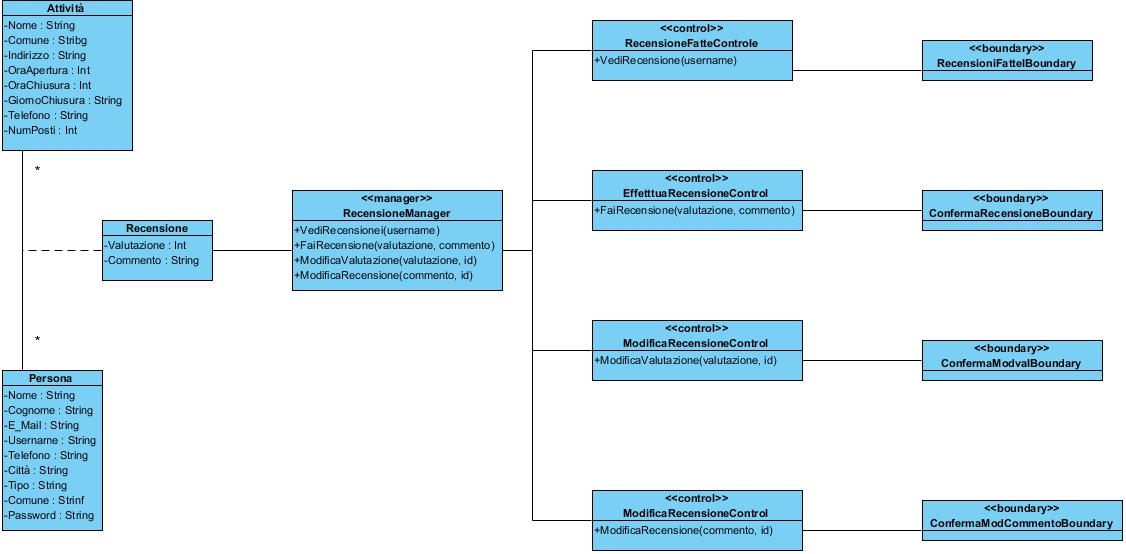 Attività
-Nome : String
-Comune : Stribg
-Indirizzo : String
-OraApertura : Int
-OraChiusura : Int
-GiornoChiusura : String
-Telefono : String
-NumPosti : Int
*
*
Persona
-Nome : String
-Cognome : String
-E_Mail : String
-Username : String
-Telefono : String
-Città : String
-Tipo : String
-Comune : Strinf
-Password : String
Recensione
-Valutazione : Int
-Commento : String
<<manager>>
RecensioneManager
+VediRecensionei(username)
+FaiRecensione(valutazione, commento)
+ModificaValutazione(valutazione, id)
+ModificaRecensione(commento, id)
<<control>>
RecensioneFatteControle
+VediRecensione(username)
<<boundary>>
RecensioniFatteIBoundary
<<control>>
EffetttuaRecensioneControl
+FaiRecensione(valutazione, commento)
<<boundary>>
ConfermaRecensioneBoundary
<<control>>
ModificaRecensioneControl
+ModificaValutazione(valutazione, id)
<<boundary>>
ConfermaModvalBoundary
<<control>>
ModificaRecensioneControl
+ModificaRecensione(commento, id)
<<boundary>>
ConfermaModCommentoBoundary